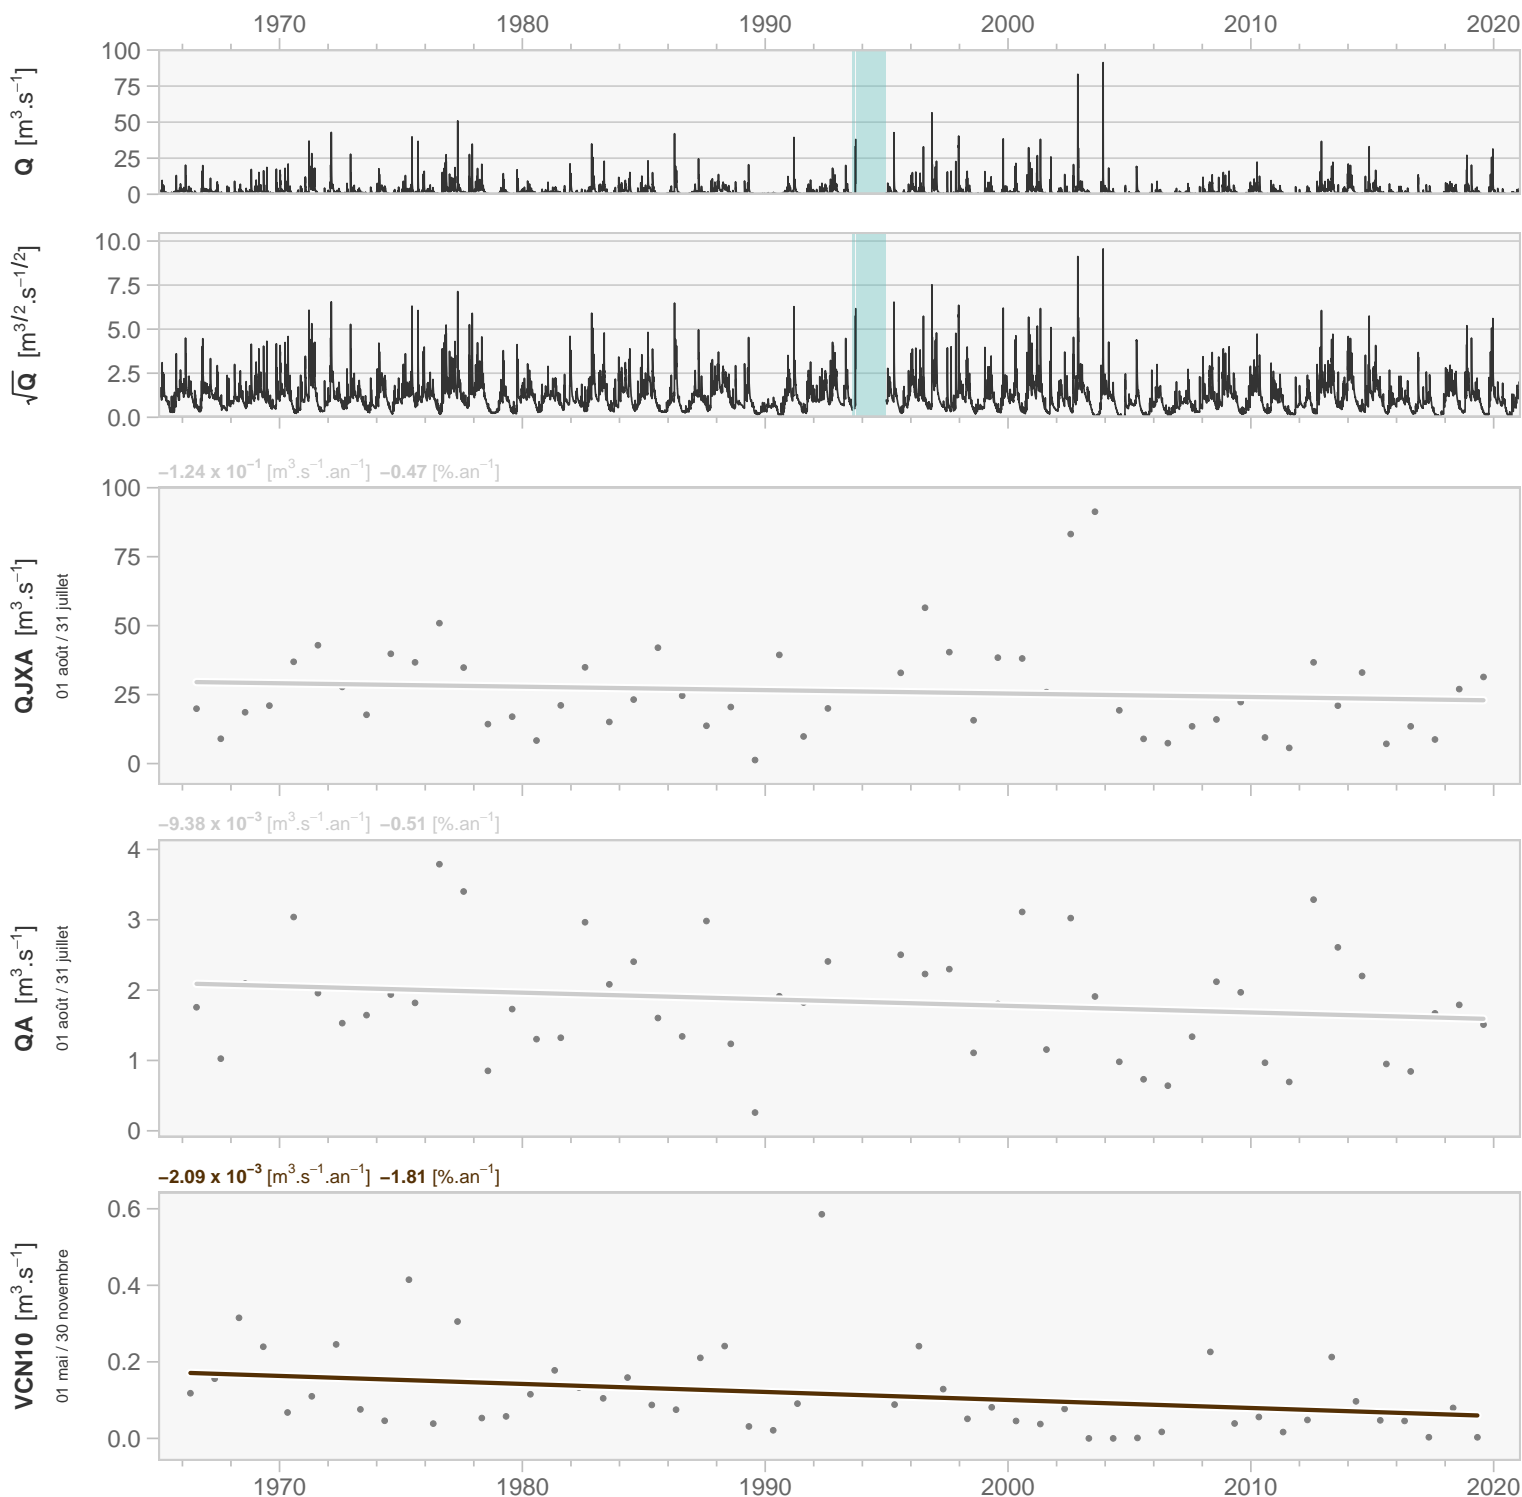 1970 1980 1990 2000 2010 2020
Q [m³.s⁻¹]
100
75
50
25
0
√Q [m³ᐟ².s⁻¹ᐟ²]
10.0
7.5
5.0
2.5
0.0
−1.24 x 10⁻¹ [m³.s⁻¹.an⁻¹] −0.47 [%.an⁻¹]
QJXA [m³.s⁻¹]
01 août / 31 juillet
100
75
50
25
0
−9.38 x 10⁻³ [m³.s⁻¹.an⁻¹] −0.51 [%.an⁻¹]
QA [m³.s⁻¹]
01 août / 31 juillet
4
3
2
1
0
−2.09 x 10⁻³ [m³.s⁻¹.an⁻¹] −1.81 [%.an⁻¹]
VCN10 [m³.s⁻¹]
01 mai / 30 novembre
0.6
0.4
0.2
0.0
1970 1980 1990 2000 2010 2020